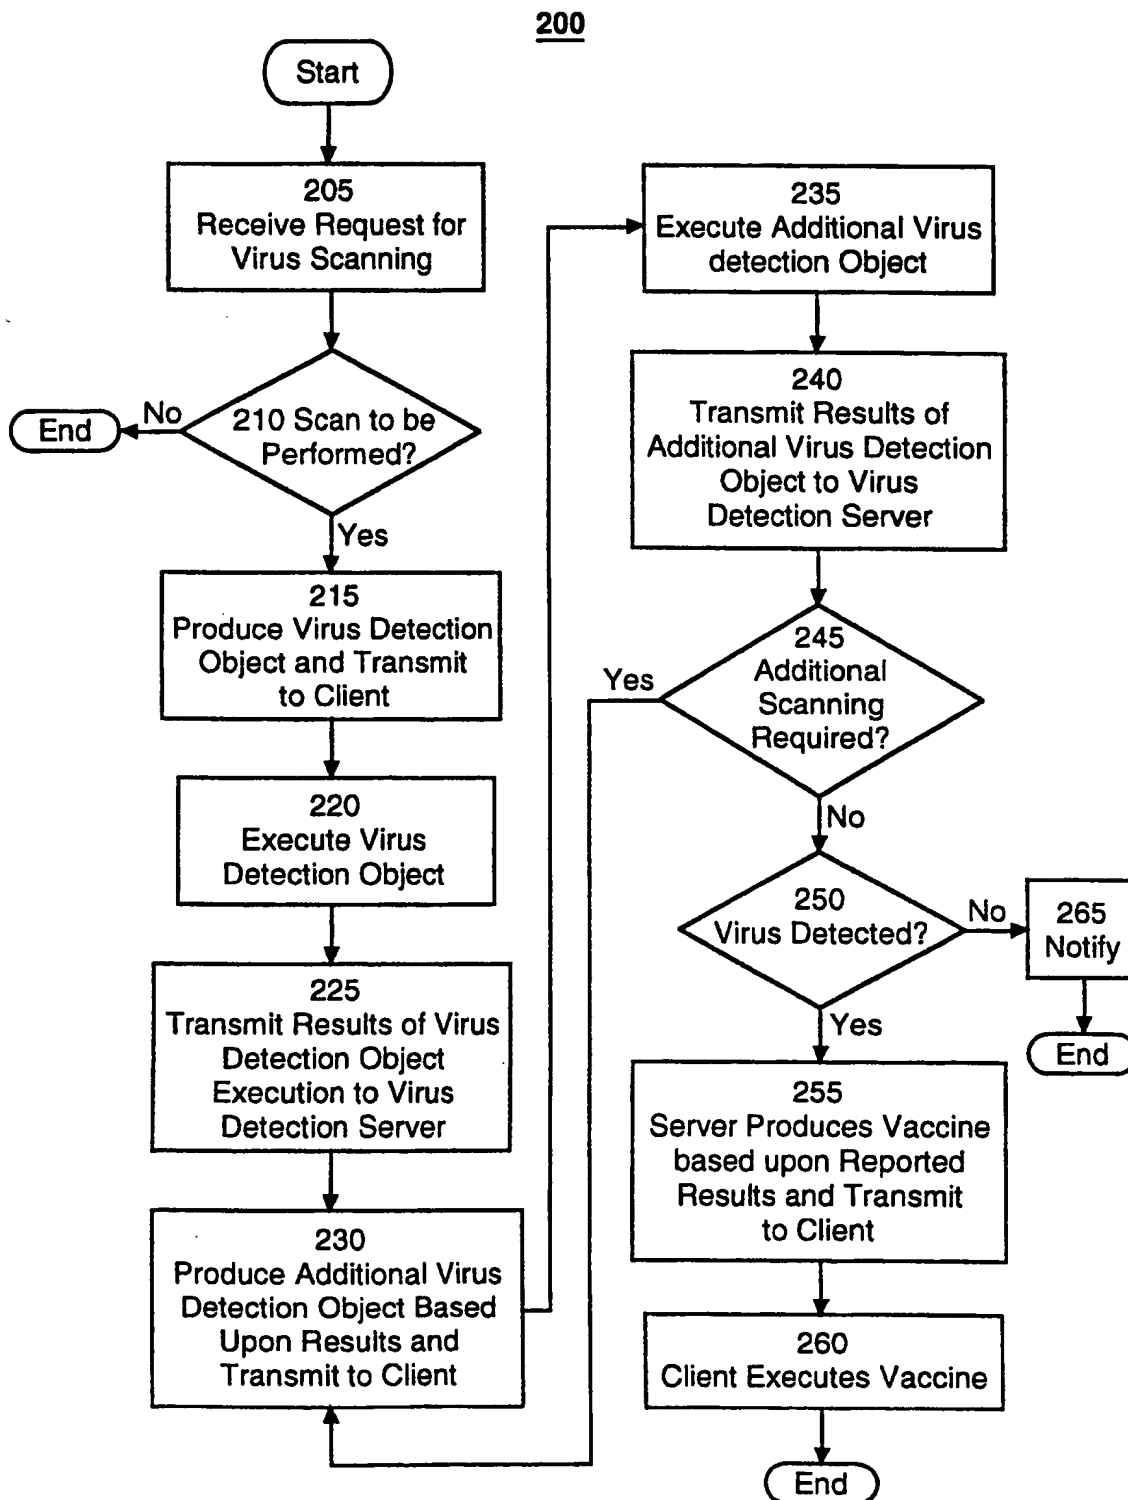 200
Start
205
Receive Request for
Virus Scanning
210 Scan to be
Performed?
No
End
Yes
215
Produce Virus Detection
Object and Transmit
to Client
220
Execute Virus
Detection Object
225
Transmit Results of Virus
Detection Object
Execution to Virus
Detection Server
230
Produce Additional Virus
Detection Object Based
Upon Results and
Transmit to Client
235
Execute Additional Virus
detection Object
240
Transmit Results of
Additional Virus Detection
Object to Virus
Detection Server
245
Additional
Scanning
Required?
Yes
No
250
Virus Detected?
No
265
Notify
End
Yes
255
Server Produces Vaccine
based upon Reported
Results and Transmit
to Client
260
Client Executes Vaccine
End